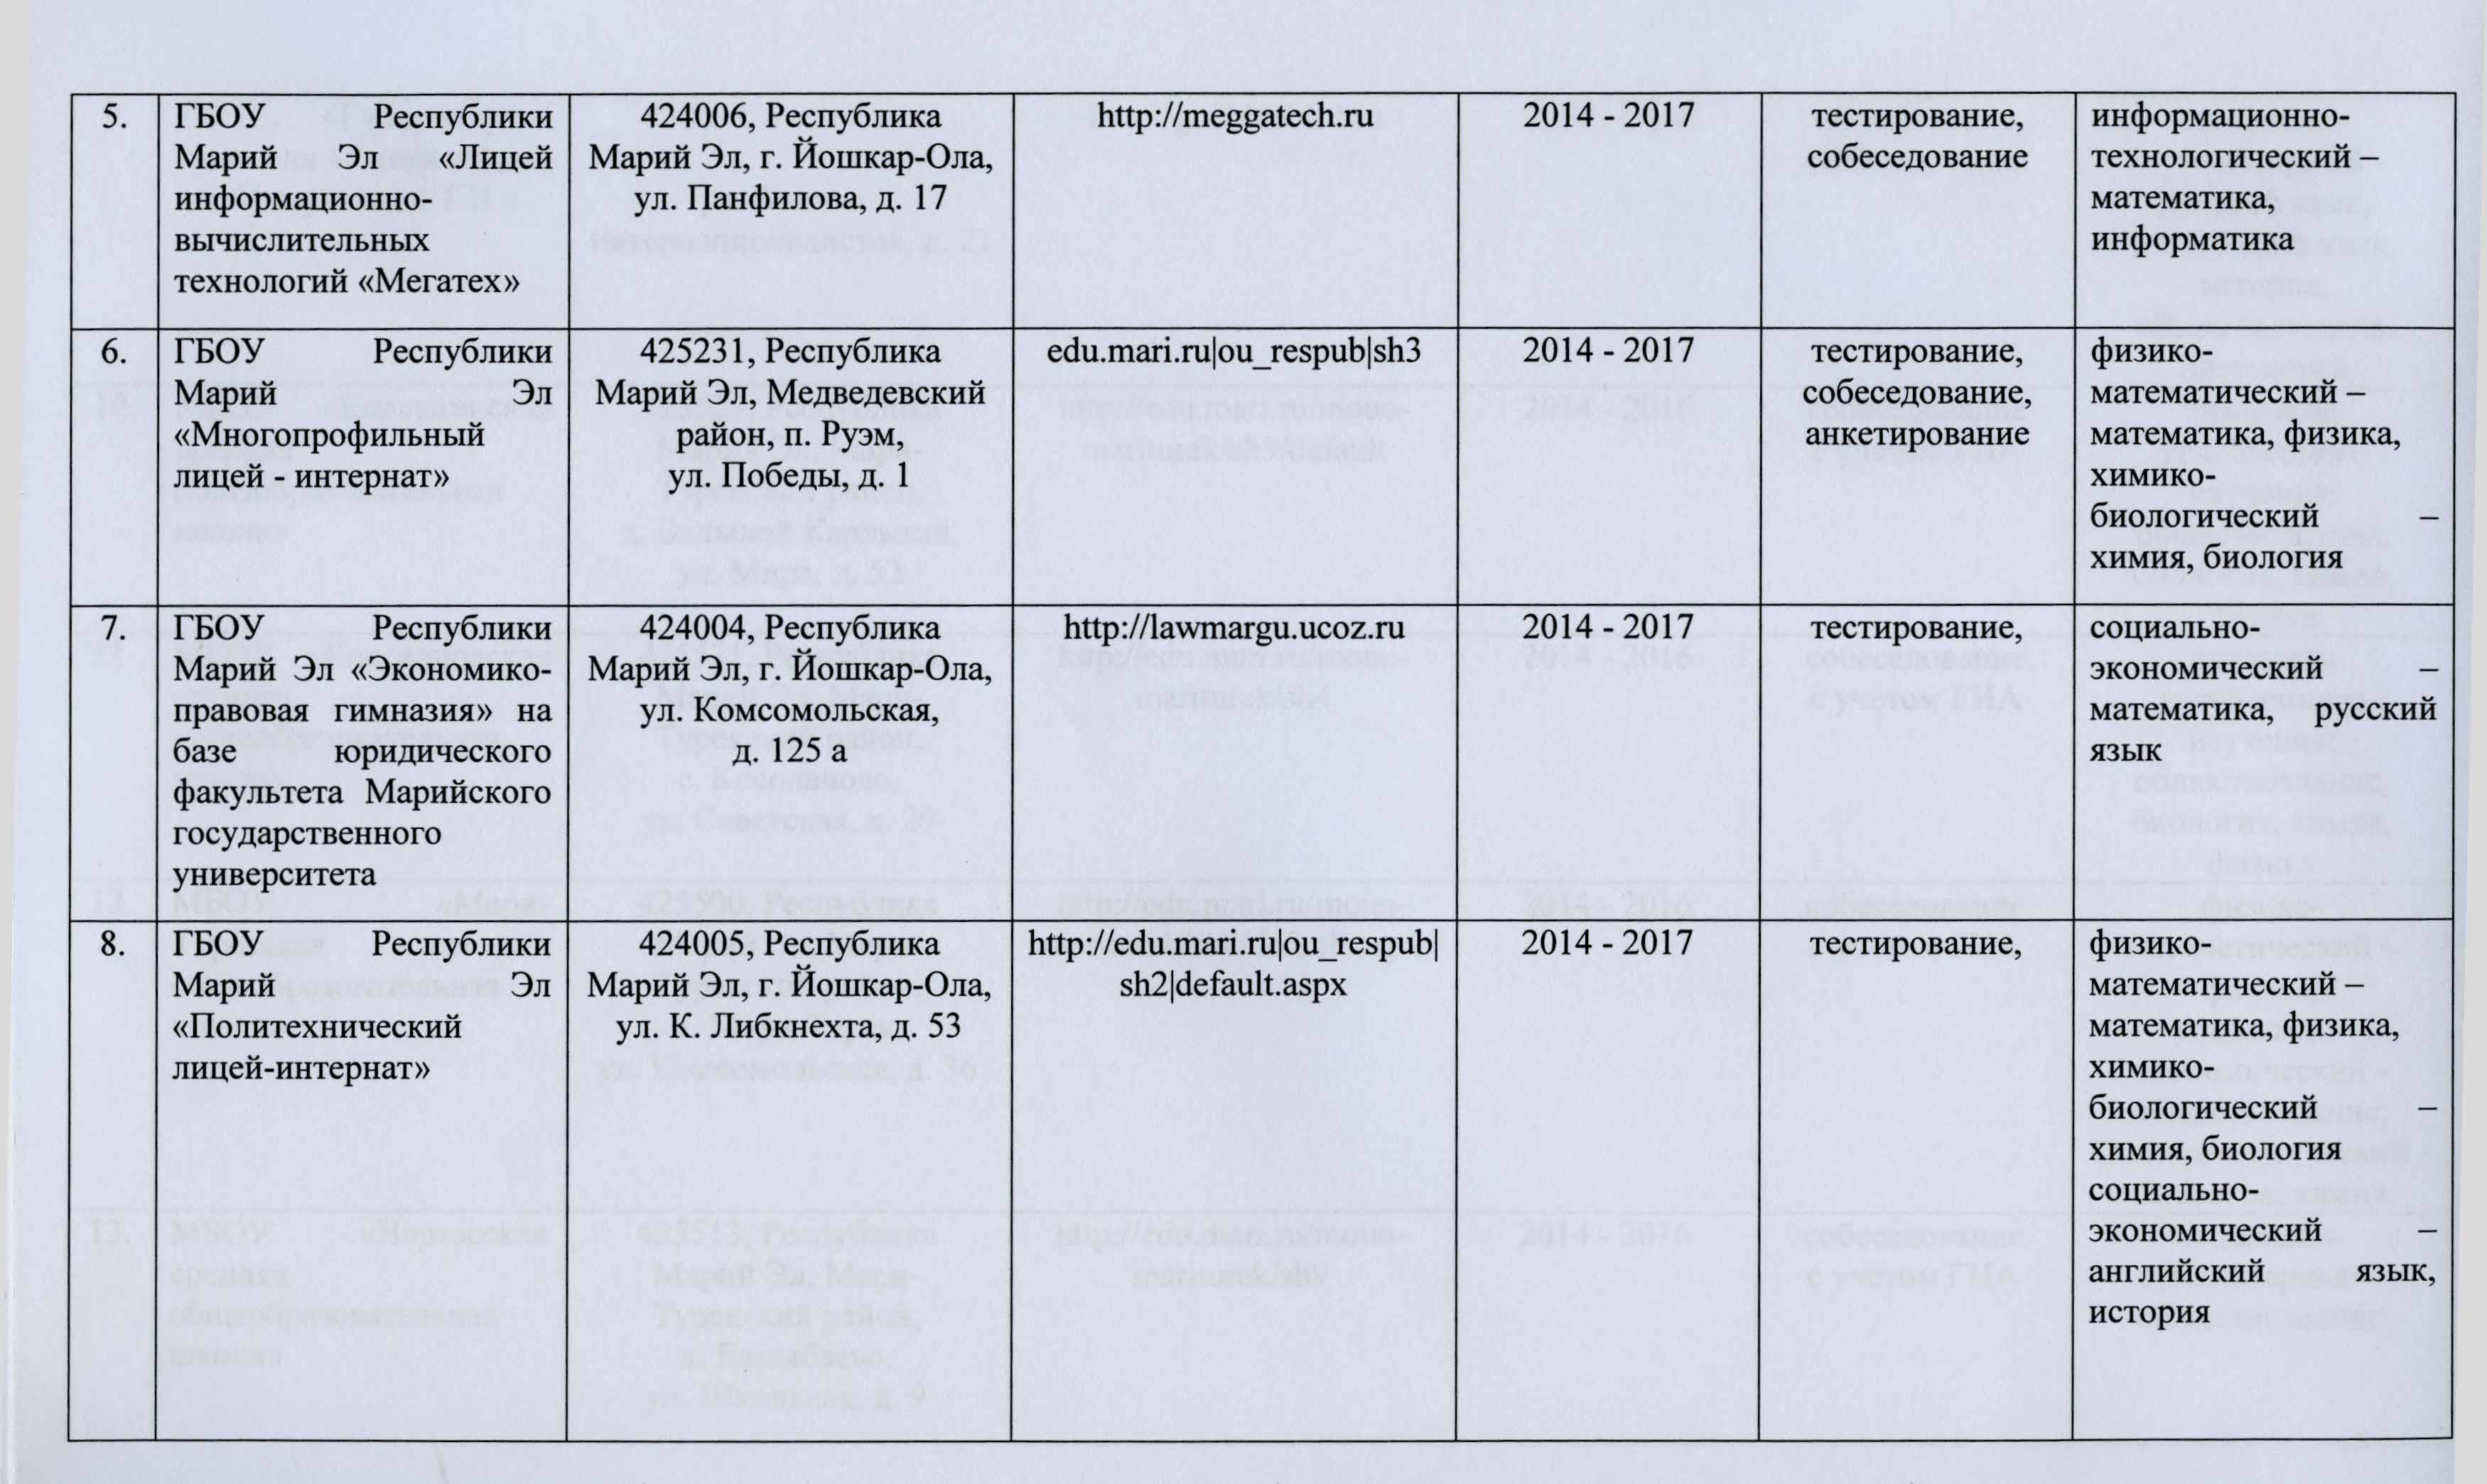 5.
ГБОУ Республики
Марий Эл «Лицей
информационно-
вычислительных
технологий «Мегатех»
424006, Республика
Марий Эл, г. Йошкар-Ола,
ул. Панфилова, д. 17
http://meggatech.ru
2014 - 2017
тестирование,
собеседование
информационно-
технологический –
математика,
информатика
6.
ГБОУ Республики
Марий Эл
«Многопрофильный
лицей - интернат»
425231, Республика
Марий Эл, Медведевский
район, п. Руэм,
ул. Победы, д. 1
edu.mari.ru|ou_respub|sh3
2014 - 2017
тестирование,
собеседование,
анкетирование
физико-
математический –
математика, физика,
химико-
биологический –
химия, биология
7.
ГБОУ Республики
Марий Эл «Экономико-
правовая гимназия» на
базе юридического
факультета Марийского
государственного
университета
424004, Республика
Марий Эл, г. Йошкар-Ола,
ул. Комсомольская,
д. 125 а
http://lawmargu.ucoz.ru
2014 - 2017
тестирование,
социально-
экономический –
математика, русский
язык
8.
ГБОУ Республики
Марий Эл
«Политехнический
лицей-интернат»
424005, Республика
Марий Эл, г. Йошкар-Ола,
ул. К. Либкнехта, д. 53
http://edu.mari.ru|ou_respub|
sh2|default.aspx
2014 - 2017
тестирование,
физико-
математический –
математика, физика,
химико-
биологический –
химия, биология
социально-
экономический –
английский язык,
история